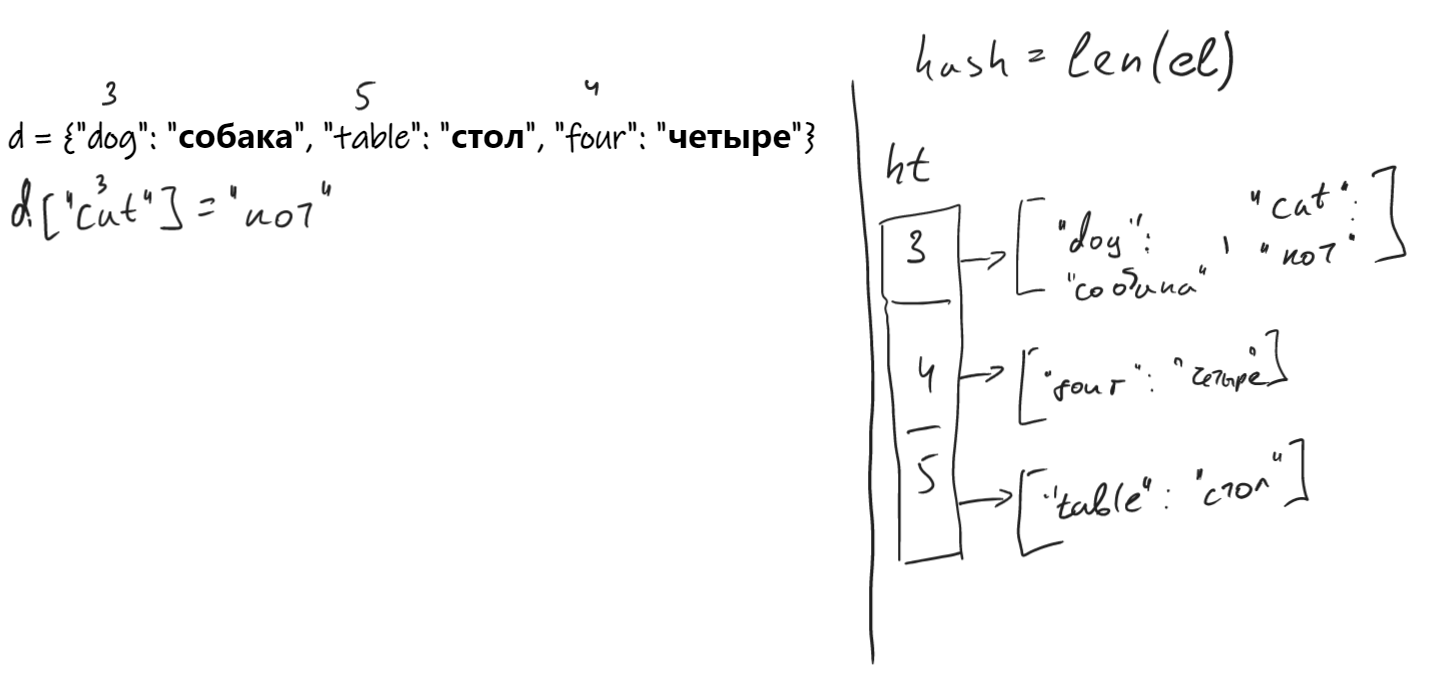 3 5 4
d = {"dog": "собака", "table": "стол", "four": "четыре"}
3
d["cat"] = "кот"
hash = len(el)
ht
3 → ["dog": "собака", "cat": "кот"]
4 → ["four": "четыре"]
5 → ["table": "стол"]